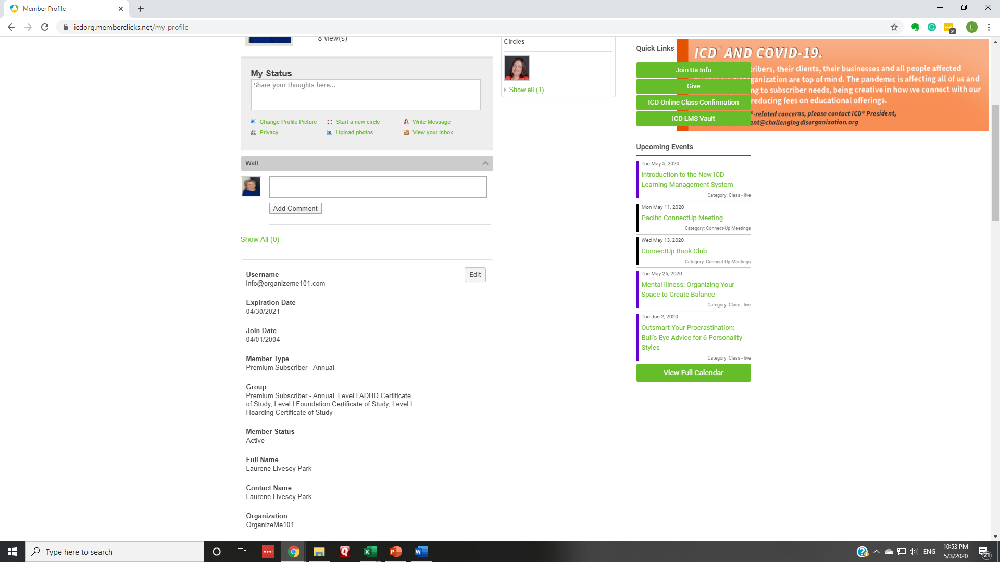 Member Profile
icdorg.memberclicks.net/my-profile
L
2
8 view(s)
My Status
Share your thoughts here...
Change Profile Picture
Start a new circle
Write Message
Privacy
Upload photos
View your inbox
Wall
Add Comment
Show All (0)
Edit
Username
info@organizeme101.com
Expiration Date
04/30/2021
Join Date
04/01/2004
Member Type
Premium Subscriber - Annual
Group
Premium Subscriber - Annual, Level I ADHD Certificate
of Study, Level I Foundation Certificate of Study, Level I
Hoarding Certificate of Study
Member Status
Active
Full Name
Laurene Livesey Park
Contact Name
Laurene Livesey Park
Organization
OrganizeMe101
Circles
Show all (1)
Quick Links
Join Us Info
Give
ICD Online Class Confirmation
ICD LMS Vault
ICD® AND COVID-19.
ribers, their clients, their businesses and all people affected
ganization are top of mind. The pandemic is affecting all of us and
ng to subscriber needs, being creative in how we connect with our
reducing fees on educational offerings.
®-related concerns, please contact ICD® President,
ent@challengingdisorganization.org
Upcoming Events
Tue May 5, 2020
Introduction to the New ICD
Learning Management System
Category: Class - live
Mon May 11, 2020
Pacific ConnectUp Meeting
Category: Connect-Up Meetings
Wed May 13, 2020
ConnectUp Book Club
Category: Connect-Up Meetings
Tue May 26, 2020
Mental Illness: Organizing Your
Space to Create Balance
Category: Class - live
Tue Jun 2, 2020
Outsmart Your Procrastination:
Bull's Eye Advice for 6 Personality
Styles
Category: Class - live
View Full Calendar
Type here to search
ENG
10:53 PM
5/3/2020
21